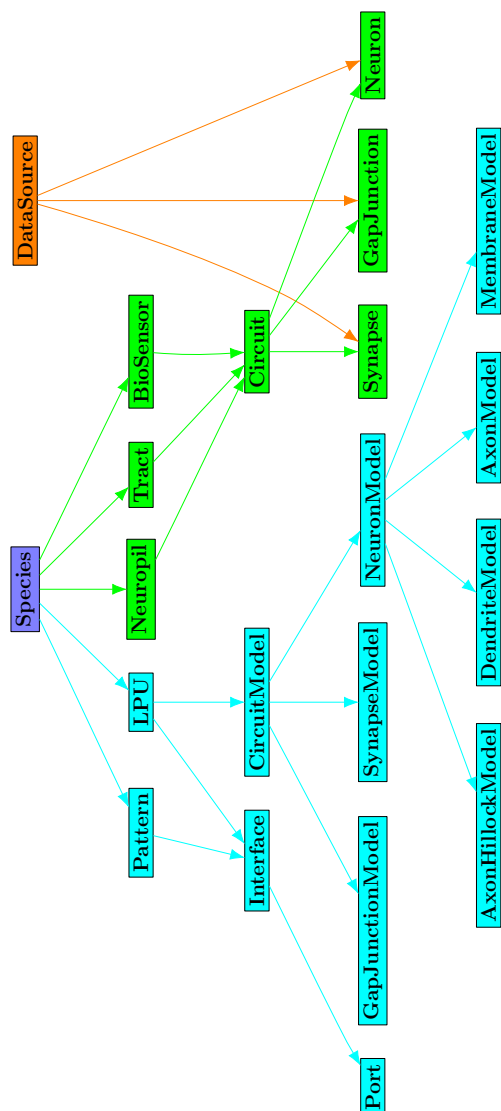 Species
DataSource
Pattern
LPU
Neuropil
Tract
BioSensor
Interface
CircuitModel
Circuit
Port
GapJunctionModel
SynapseModel
NeuronModel
Synapse
GapJunction
Neuron
AxonHillockModel
DendriteModel
AxonModel
MembraneModel